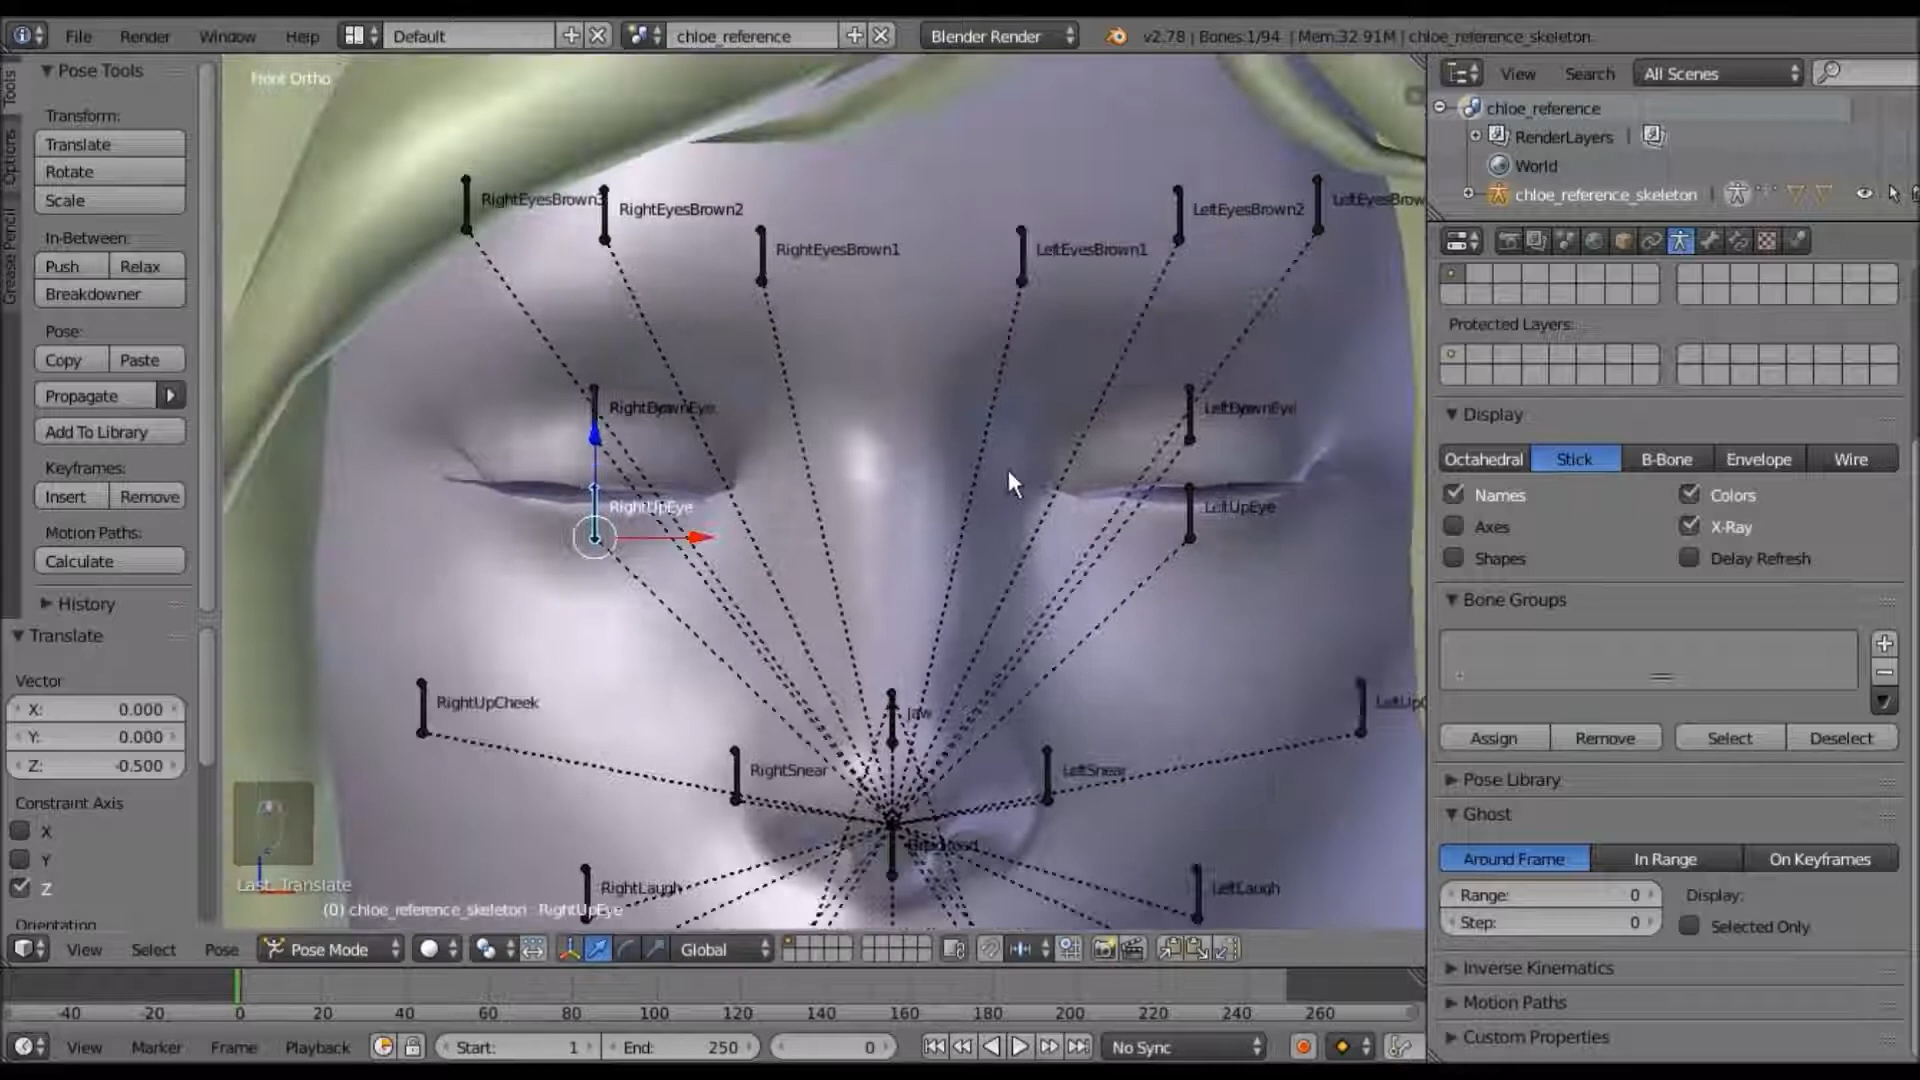 File Render Window Help Default chloe_reference Blender Render v2.78 | Bones:1/94 | Mem:32.91M | chloe_reference_skeleton
Tools
Options
Grease Pencil
Pose Tools
Transform:
Translate
Rotate
Scale
In-Between:
Push Relax
Breakdowner
Pose:
Copy Paste
Propagate
Add To Library
Keyframes:
Insert Remove
Motion Paths:
Calculate
History
Translate
Vector
X: 0.000
Y: 0.000
Z: -0.500
Constraint Axis
X
Y
Z
Orientation
Front Ortho
RightEyesBrown3
RightEyesBrown2
RightEyesBrown1
LeftEyesBrown1
LeftEyesBrown2
LeftEyesBrow
RightDownEye
LeftDownEye
RightUpEye
LeftUpEye
RightUpCheek
Jaw
LeftUpC
RightSnear
LeftSnear
RightLaugh
LeftLaugh
Last: Translate
(0) chloe_reference_skeleton : RightUpEye
View Select Pose Pose Mode Global
-40 -20 0 20 40 60 80 100 120 140 160 180 200 220 240 260
View Marker Frame Playback Start: 1 End: 250 0 No Sync
View Search All Scenes
chloe_reference
RenderLayers |
World
chloe_reference_skeleton |
Protected Layers:
Display
Octahedral Stick B-Bone Envelope Wire
Names Colors
Axes X-Ray
Shapes Delay Refresh
Bone Groups
Assign Remove Select Deselect
Pose Library
Ghost
Around Frame In Range On Keyframes
Range: 0 Display:
Step: 0 Selected Only
Inverse Kinematics
Motion Paths
Custom Properties